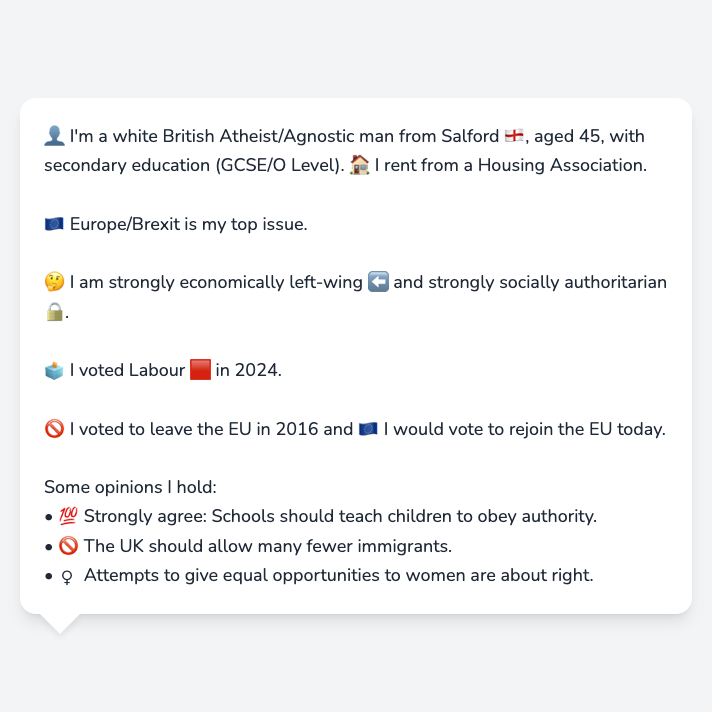 👤 I'm a white British Atheist/Agnostic man from Salford 🏴󠁧󠁢󠁥󠁮󠁧󠁿, aged 45, with
secondary education (GCSE/O Level). 🏠 I rent from a Housing Association.
🇪🇺 Europe/Brexit is my top issue.
🤔 I am strongly economically left-wing ⬅️ and strongly socially authoritarian
🔒.
🗳️ I voted Labour 🟥 in 2024.
🚫 I voted to leave the EU in 2016 and 🇪🇺 I would vote to rejoin the EU today.
Some opinions I hold:
• 💯 Strongly agree: Schools should teach children to obey authority.
• 🚫 The UK should allow many fewer immigrants.
• ♀ Attempts to give equal opportunities to women are about right.